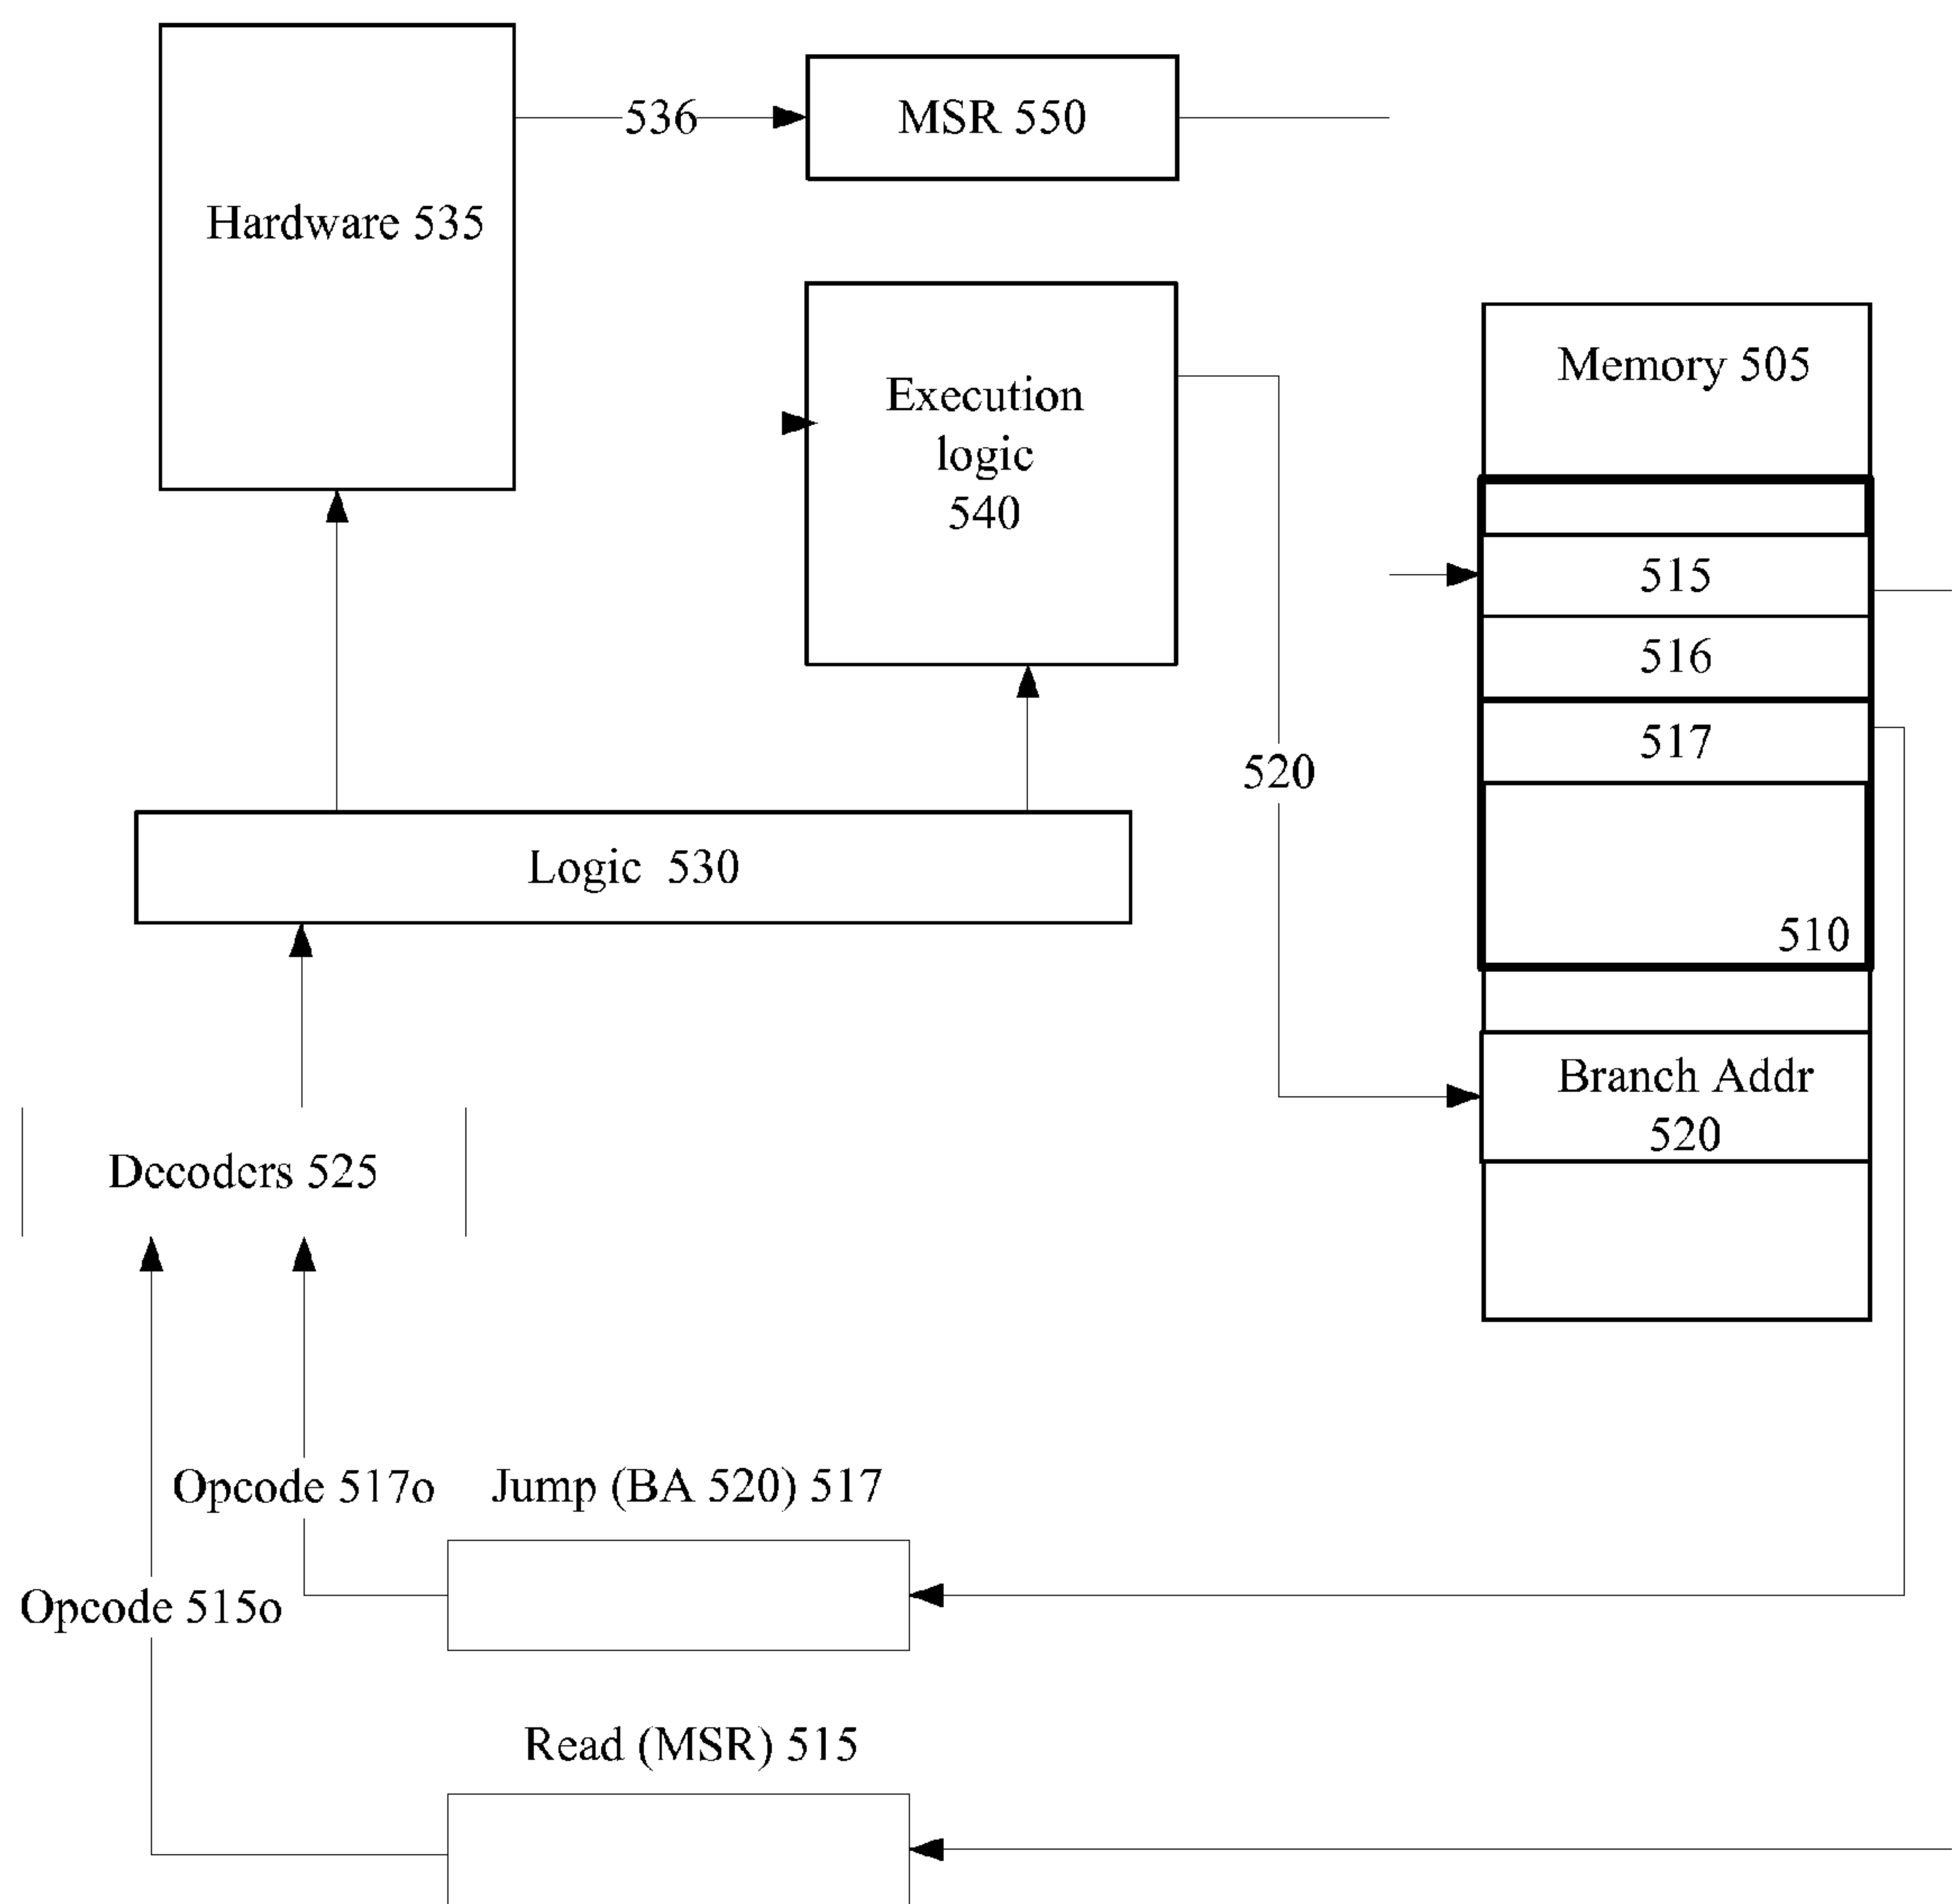 536
MSR 550
Hardware 535
Execution
logic
540
Memory 505
515
516
517
520
Logic  530
510
Branch Addr
520
Decoders 525
Opcode 517o
Jump (BA 520) 517
Opcode 515o
Read (MSR) 515